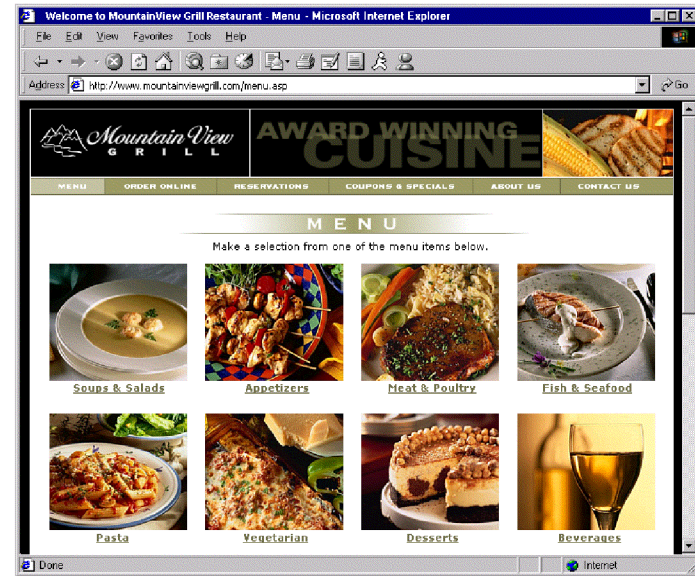 Welcome to MountainView Grill Restaurant - Menu - Microsoft Internet Explorer
File Edit View Favorites Tools Help
Address http://www.mountainviewgrill.com/menu.asp Go
Mountain View
GRILL
AWARD WINNING
CUISINE
MENU ORDER ONLINE RESERVATIONS COUPONS & SPECIALS ABOUT US CONTACT US
MENU
Make a selection from one of the menu items below.
Soups & Salads Appetizers Meat & Poultry Fish & Seafood
Pasta Vegetarian Desserts Beverages
Done Internet